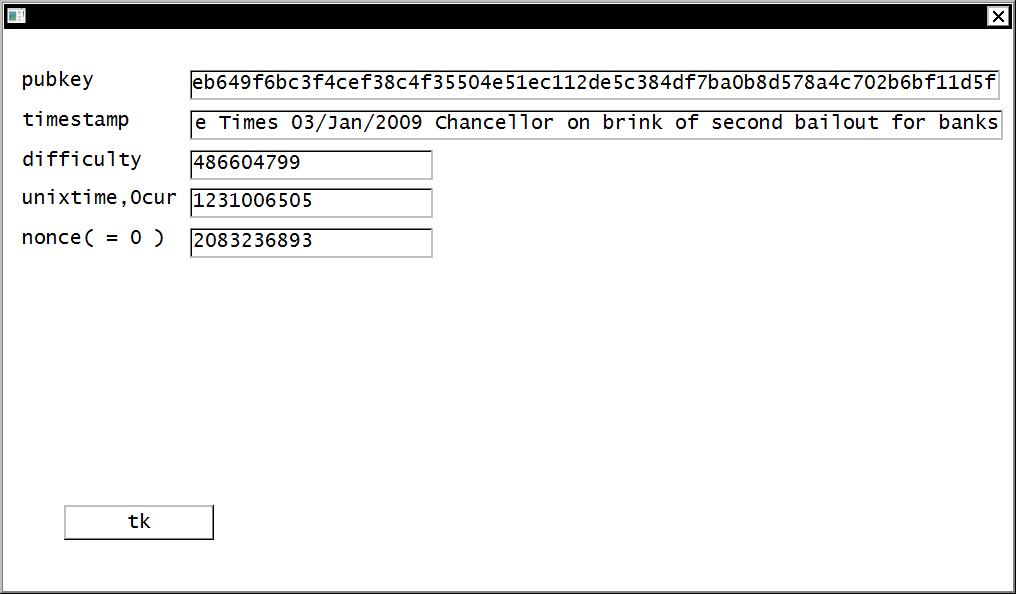 pubkey eb649f6bc3f4cef38c4f35504e51ec112de5c384df7ba0b8d578a4c702b6bf11d5f
timestamp e Times 03/Jan/2009 Chancellor on brink of second bailout for banks
difficulty 486604799
unixtime,0cur 1231006505
nonce( = 0 ) 2083236893
tk